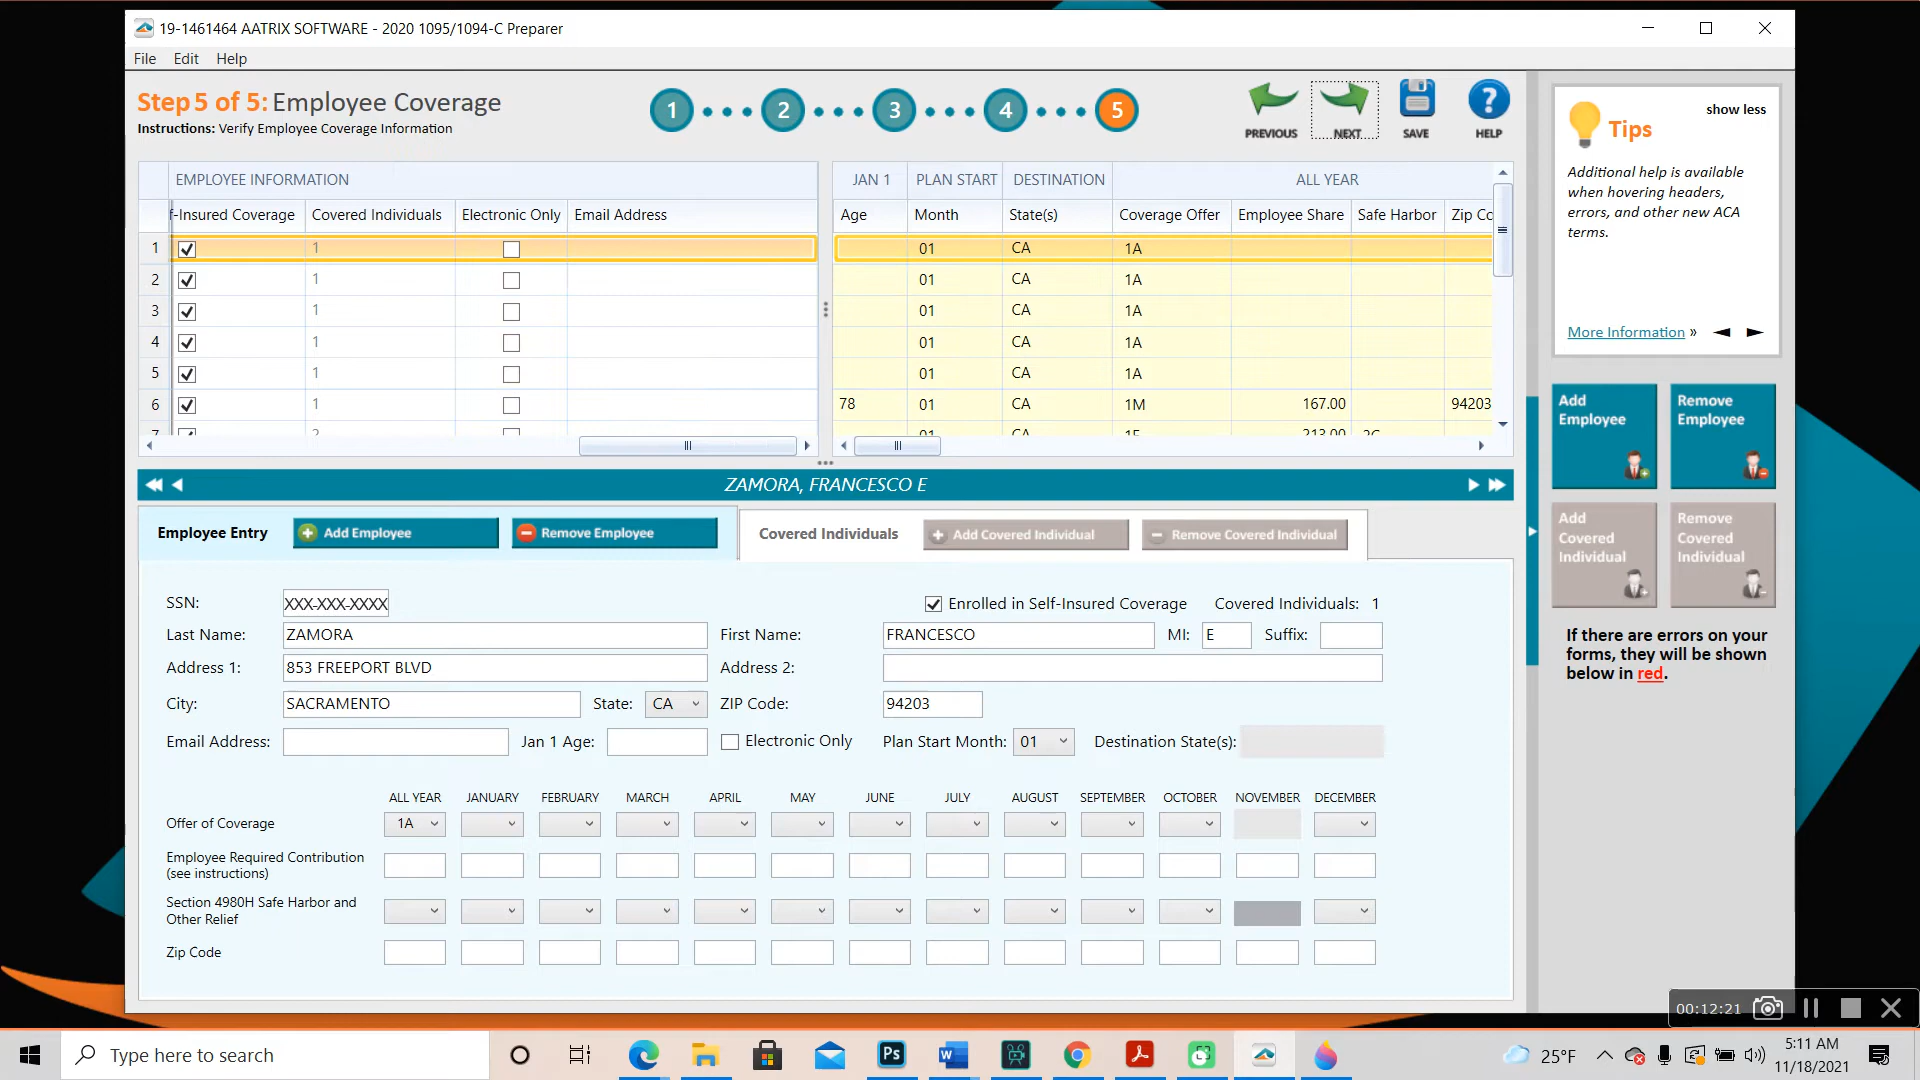 19-1461464 AATRIX SOFTWARE - 2020 1095/1094-C Preparer
File Edit Help
Step 5 of 5: Employee Coverage
Instructions: Verify Employee Coverage Information
1 2 3 4 5
PREVIOUS NEXT SAVE HELP
EMPLOYEE INFORMATION JAN 1 PLAN START DESTINATION ALL YEAR
f-Insured Coverage Covered Individuals Electronic Only Email Address Age Month State(s) Coverage Offer Employee Share Safe Harbor Zip Co
1 1 01 CA 1A
2 1 01 CA 1A
3 1 01 CA 1A
4 1 01 CA 1A
5 1 01 CA 1A
6 1 78 01 CA 1M 167.00 94203
7 2 01 CA 1E 213.00 2C
ZAMORA, FRANCESCO E
Employee Entry Add Employee Remove Employee Covered Individuals Add Covered Individual Remove Covered Individual
SSN: XXX-XXX-XXXX Enrolled in Self-Insured Coverage Covered Individuals: 1
Last Name: ZAMORA First Name: FRANCESCO MI: E Suffix:
Address 1: 853 FREEPORT BLVD Address 2:
City: SACRAMENTO State: CA ZIP Code: 94203
Email Address: Jan 1 Age: Electronic Only Plan Start Month: 01 Destination State(s):
ALL YEAR JANUARY FEBRUARY MARCH APRIL MAY JUNE JULY AUGUST SEPTEMBER OCTOBER NOVEMBER DECEMBER
Offer of Coverage 1A
Employee Required Contribution
(see instructions)
Section 4980H Safe Harbor and
Other Relief
Zip Code
show less
Tips
Additional help is available
when hovering headers,
errors, and other new ACA
terms.
More Information »
Add
Employee
Remove
Employee
Add
Covered
Individual
Remove
Covered
Individual
If there are errors on your
forms, they will be shown
below in red.
00:12:21
Type here to search
Ps
25°F
5:11 AM
11/18/2021